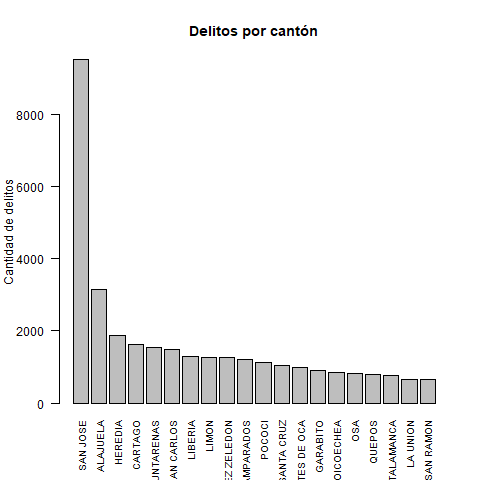 Delitos por cantón
Cantidad de delitos
8000
6000
4000
2000
0
SAN JOSE
ALAJUELA
HEREDIA
CARTAGO
UNTARENAS
AN CARLOS
LIBERIA
LIMON
EZ ZELEDON
AMPARADOS
POCOCI
SANTA CRUZ
TES DE OCA
GARABITO
OICOECHEA
OSA
QUEPOS
TALAMANCA
LA UNION
SAN RAMON